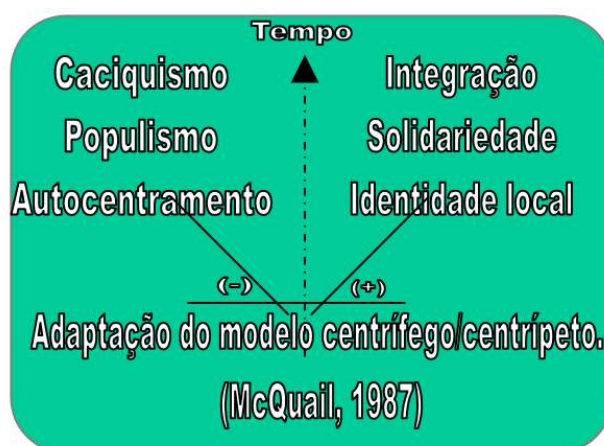 Tempo
Caciquismo
Integração
Populismo
Solidariedade
Autocentramento
Identidade local
(-)
(+)
Adaptação do modelo centrífego/centrípeto.
(McQuail, 1987)